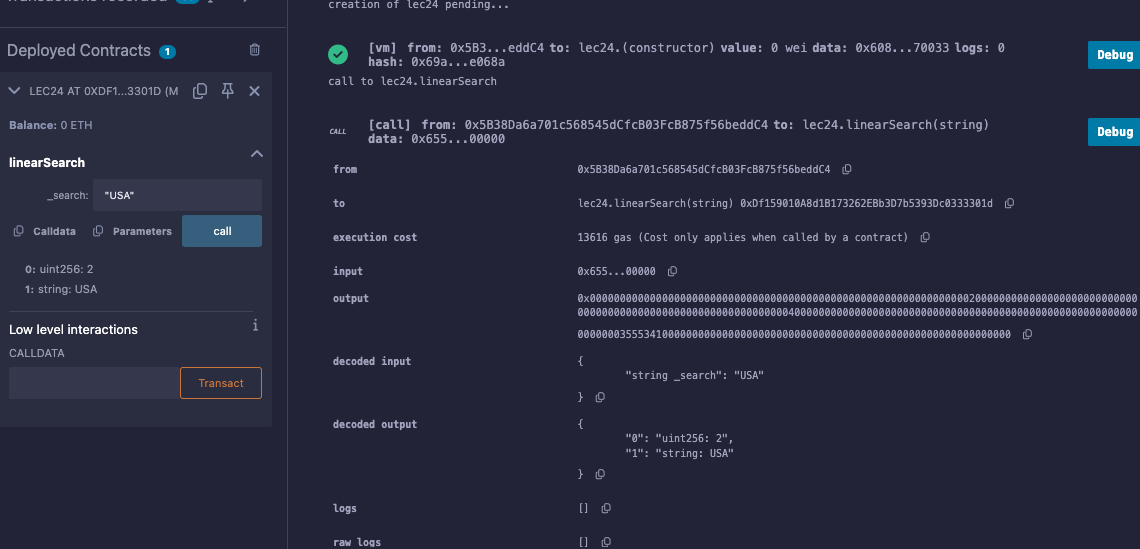 Deployed Contracts 1
LEC24 AT 0XDF1...3301D (M
Balance: 0 ETH
linearSearch
_search: "USA"
Calldata Parameters call
0: uint256: 2
1: string: USA
Low level interactions
i
CALLDATA
Transact
creation of lec24 pending...
[vm] from: 0x5B3...eddC4 to: lec24.(constructor) value: 0 wei data: 0x608...70033 logs: 0
hash: 0x69a...e068a
Debug
call to lec24.linearSearch
CALL [call] from: 0x5B38Da6a701c568545dCfcB03FcB875f56beddC4 to: lec24.linearSearch(string)
data: 0x655...00000
Debug
from 0x5B38Da6a701c568545dCfcB03FcB875f56beddC4
to lec24.linearSearch(string) 0xDf159010A8d1B173262EBb3D7b5393Dc0333301d
execution cost 13616 gas (Cost only applies when called by a contract)
input 0x655...00000
output
decoded input {
"string _search": "USA"
}
decoded output {
"0": "uint256: 2",
"1": "string: USA"
}
logs []
raw logs []